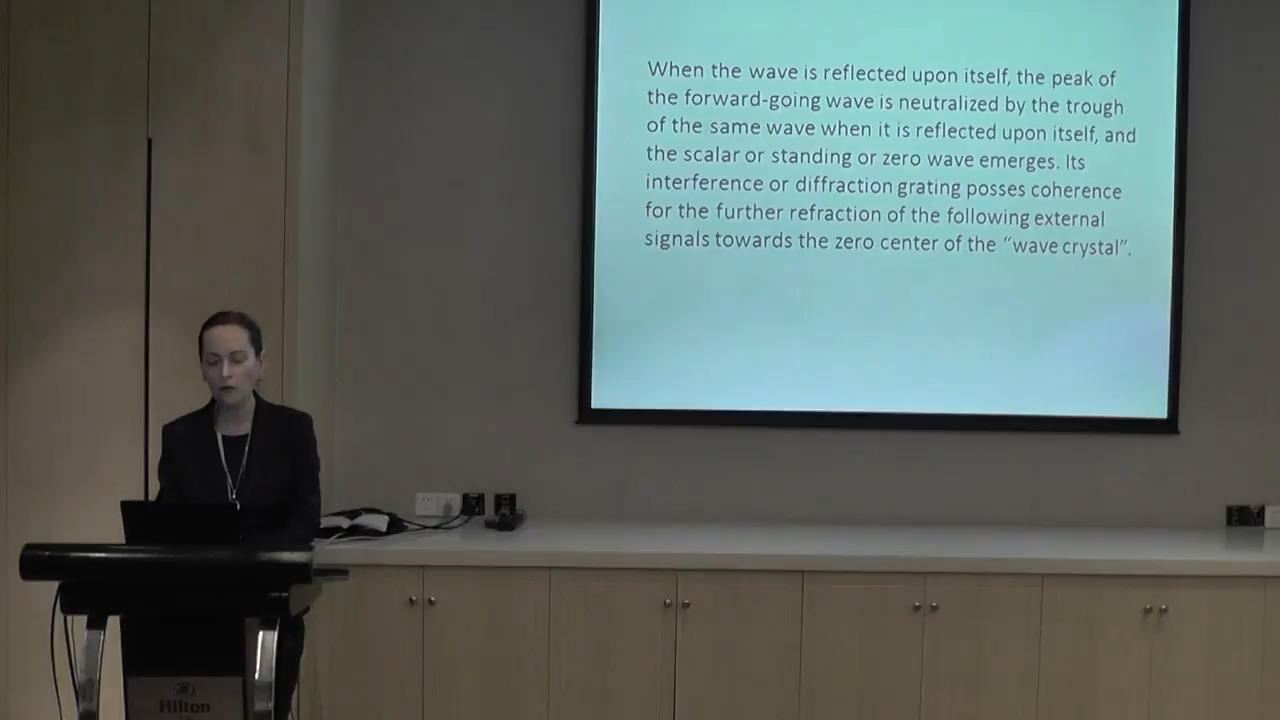 When the wave is reflected upon itself, the peak of
the forward-going wave is neutralized by the trough
of the same wave when it is reflected upon itself, and
the scalar or standing or zero wave emerges. Its
interference or diffraction grating posses coherence
for the further refraction of the following external
signals towards the zero center of the “wave crystal”.
Hilton